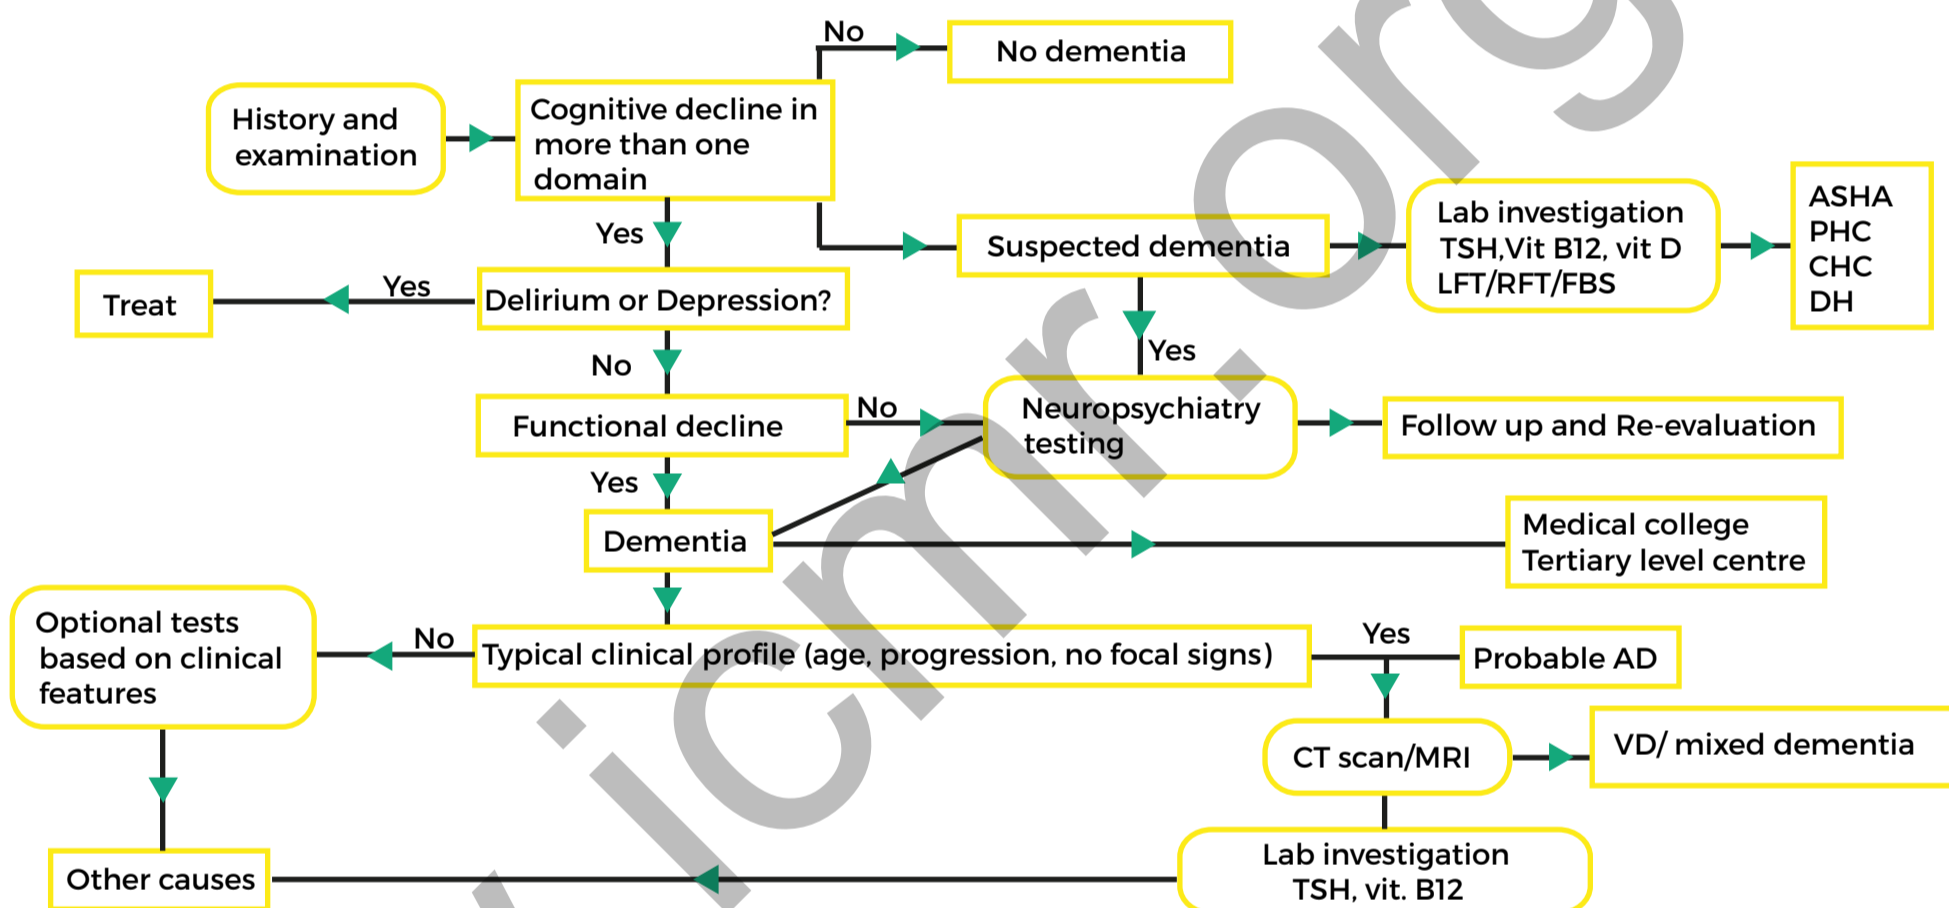 No
No dementia
History and
examination
Cognitive decline in
more than one
domain
Yes
Suspected dementia
Lab investigation
TSH,Vit B12, vit D
LFT/RFT/FBS
ASHA
PHC
CHC
DH
Treat
Yes
Delirium or Depression?
Yes
No
Functional decline
No
Neuropsychiatry
testing
Follow up and Re-evaluation
Yes
Dementia
Medical college
Tertiary level centre
Optional tests
based on clinical
features
No
Typical clinical profile (age, progression, no focal signs)
Yes
Probable AD
CT scan/MRI
VD/ mixed dementia
Other causes
Lab investigation
TSH, vit. B12
icmr.org